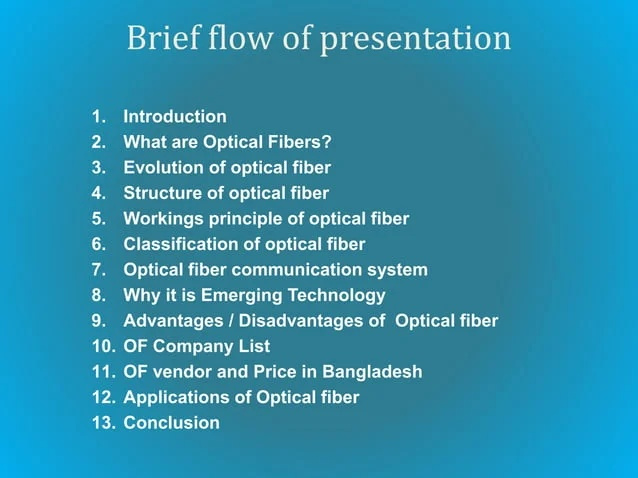 Brief flow of presentation
1. Introduction
2. What are Optical Fibers?
3. Evolution of optical fiber
4. Structure of optical fiber
5. Workings principle of optical fiber
6. Classification of optical fiber
7. Optical fiber communication system
8. Why it is Emerging Technology
9. Advantages / Disadvantages of Optical fiber
10. OF Company List
11. OF vendor and Price in Bangladesh
12. Applications of Optical fiber
13. Conclusion